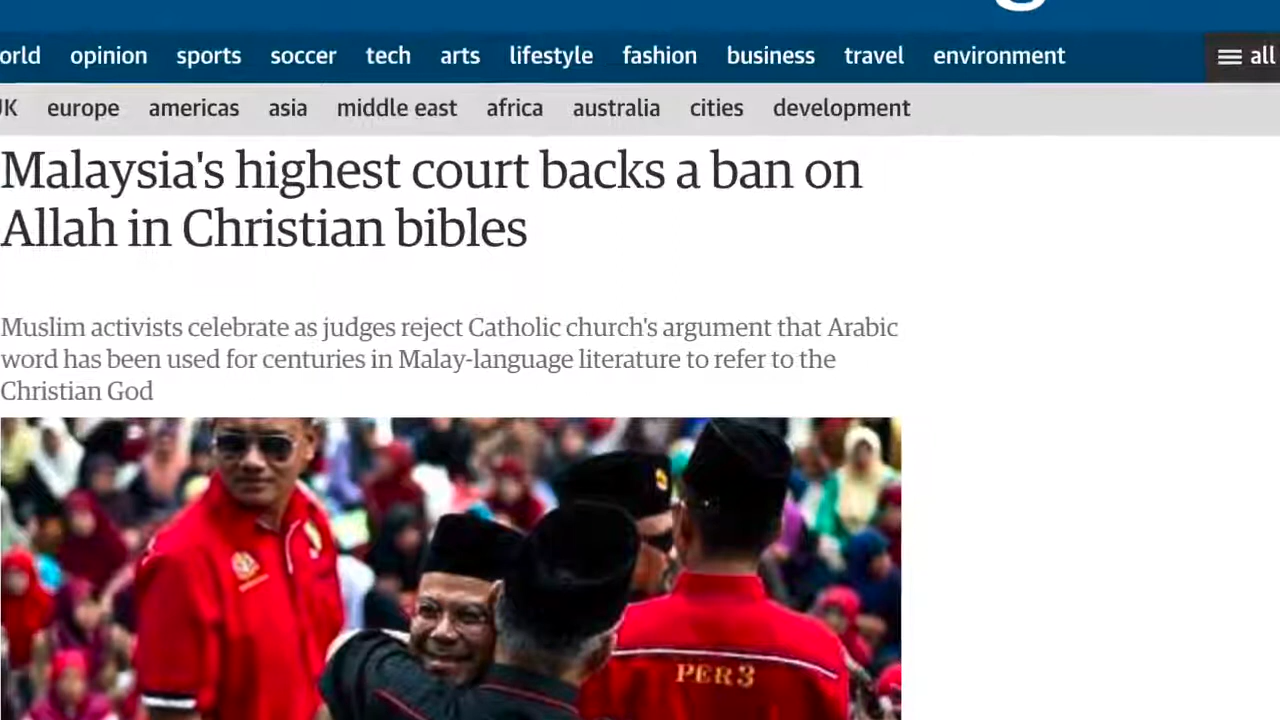 orld opinion sports soccer tech arts lifestyle fashion business travel environment all
UK europe americas asia middle east africa australia cities development
Malaysia's highest court backs a ban on
Allah in Christian bibles
Muslim activists celebrate as judges reject Catholic church's argument that Arabic
word has been used for centuries in Malay-language literature to refer to the
Christian God
PER3